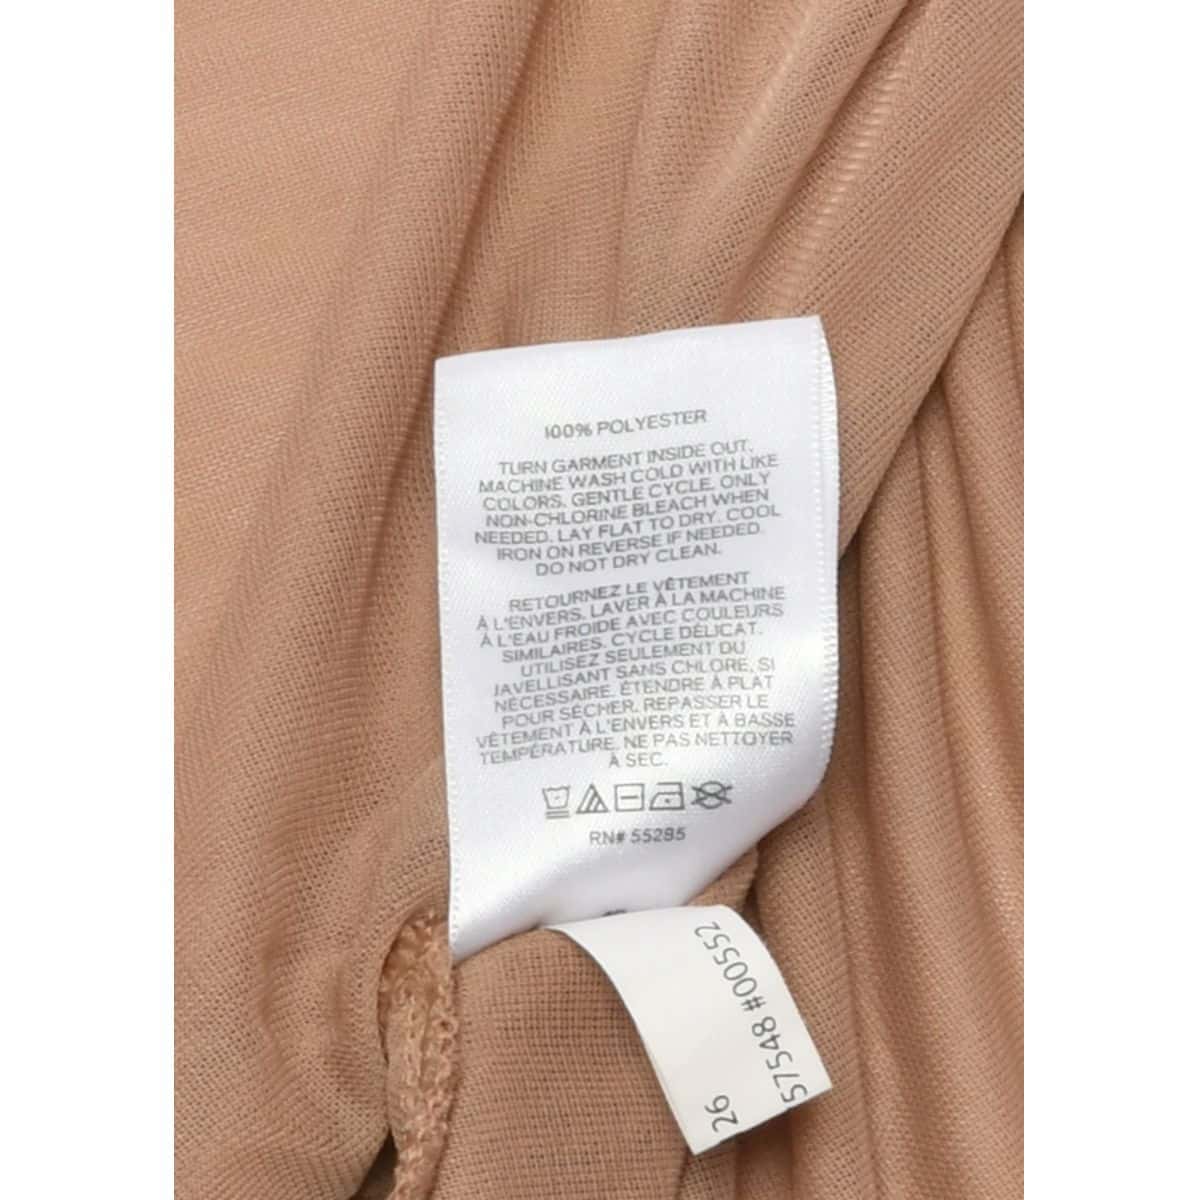 100% POLYESTER
TURN GARMENT INSIDE OUT.
MACHINE WASH COLD WITH LIKE
COLORS. GENTLE CYCLE. ONLY
NON-CHLORINE BLEACH WHEN
NEEDED. LAY FLAT TO DRY. COOL
IRON ON REVERSE IF NEEDED.
DO NOT DRY CLEAN.
RETOURNEZ LE VÊTEMENT
À L'ENVERS. LAVER À LA MACHINE
À L'EAU FROIDE AVEC COULEURS
SIMILAIRES. CYCLE DÉLICAT.
UTILISEZ SEULEMENT DU
JAVELLISANT SANS CHLORE, SI
NÉCESSAIRE. ÉTENDRE À PLAT
POUR SÉCHER. REPASSER LE
VÊTEMENT À L'ENVERS ET À BASSE
TEMPÉRATURE. NE PAS NETTOYER
À SEC.
RN# 55285
57548 #00552
26